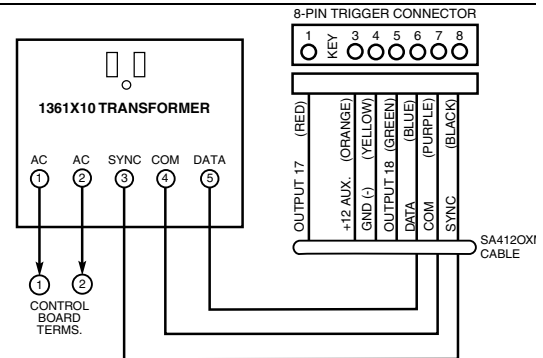 8-PIN TRIGGER CONNECTOR
1 KEY 3 4 5 6 7 8
1361X10 TRANSFORMER
AC AC SYNC COM DATA
1 2 3 4 5
OUTPUT 17 (RED)
+12 AUX. (ORANGE)
GND (-) (YELLOW)
OUTPUT 18 (GREEN)
DATA (BLUE)
COM (PURPLE)
SYNC (BLACK)
SA412OXM
CABLE
1 2
CONTROL
BOARD
TERMS.